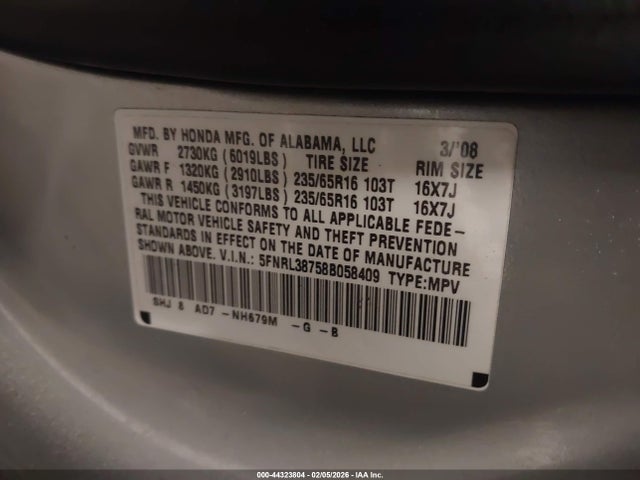 MFD. BY HONDA MFG. OF ALABAMA, LLC 3/'08
GVWR 2730KG (6019LBS) TIRE SIZE RIM SIZE
GAWR F 1320KG (2910LBS) 235/65R16 103T 16X7J
GAWR R 1450KG (3197LBS) 235/65R16 103T 16X7J
THIS VEHICLE CONFORMS TO ALL APPLICABLE FEDE-
RAL MOTOR VEHICLE SAFETY AND THEFT PREVENTION
STANDARDS IN EFFECT ON THE DATE OF MANUFACTURE
SHOWN ABOVE. V.I.N.: 5FNRL38758B058409 TYPE:MPV
SHJ 8 AD7 -NH679M -G -B
000-44323804 - 02/05/2026 - IAA Inc.